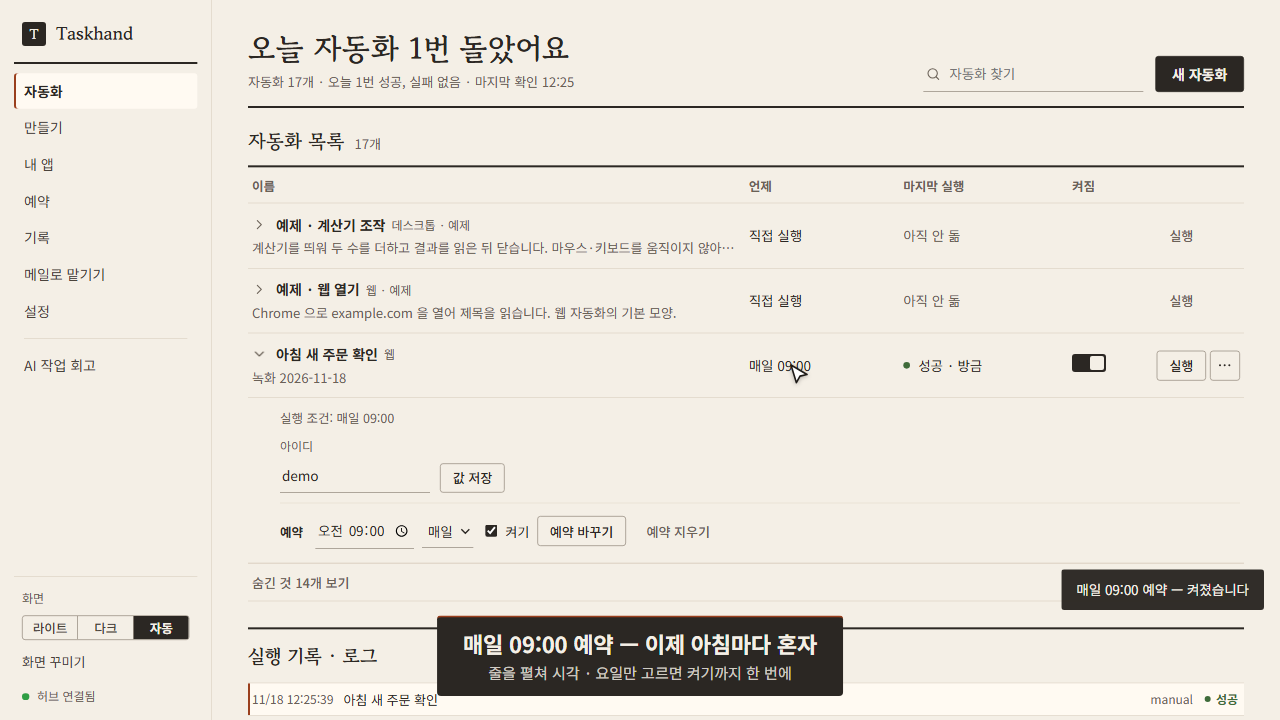 T Taskhand
자동화
만들기
내 앱
예약
기록
메일로 맡기기
설정
AI 작업 회고
화면
라이트 다크 자동
화면 꾸미기
허브 연결됨
오늘 자동화 1번 돌았어요
자동화 17개 · 오늘 1번 성공, 실패 없음 · 마지막 확인 12:25
자동화 찾기
새 자동화
자동화 목록 17개
이름 언제 마지막 실행 켜짐
예제 · 계산기 조작 데스크톱 · 예제
계산기를 띄워 두 수를 더하고 결과를 읽은 뒤 닫습니다. 마우스·키보드를 움직이지 않아…
직접 실행 아직 안 돎 실행
예제 · 웹 열기 웹 · 예제
Chrome 으로 example.com 을 열어 제목을 읽습니다. 웹 자동화의 기본 모양.
직접 실행 아직 안 돎 실행
아침 새 주문 확인 웹
녹화 2026-11-18
매일 09:00 성공 · 방금 실행 ···
실행 조건: 매일 09:00
아이디
demo 값 저장
예약 오전 09:00 매일 켜기 예약 바꾸기 예약 지우기
숨긴 것 14개 보기
매일 09:00 예약 — 켜졌습니다
매일 09:00 예약 — 이제 아침마다 혼자
줄을 펼쳐 시각 · 요일만 고르면 켜기까지 한 번에
실행 기록 · 로그
11/18 12:25:39 아침 새 주문 확인 manual 성공